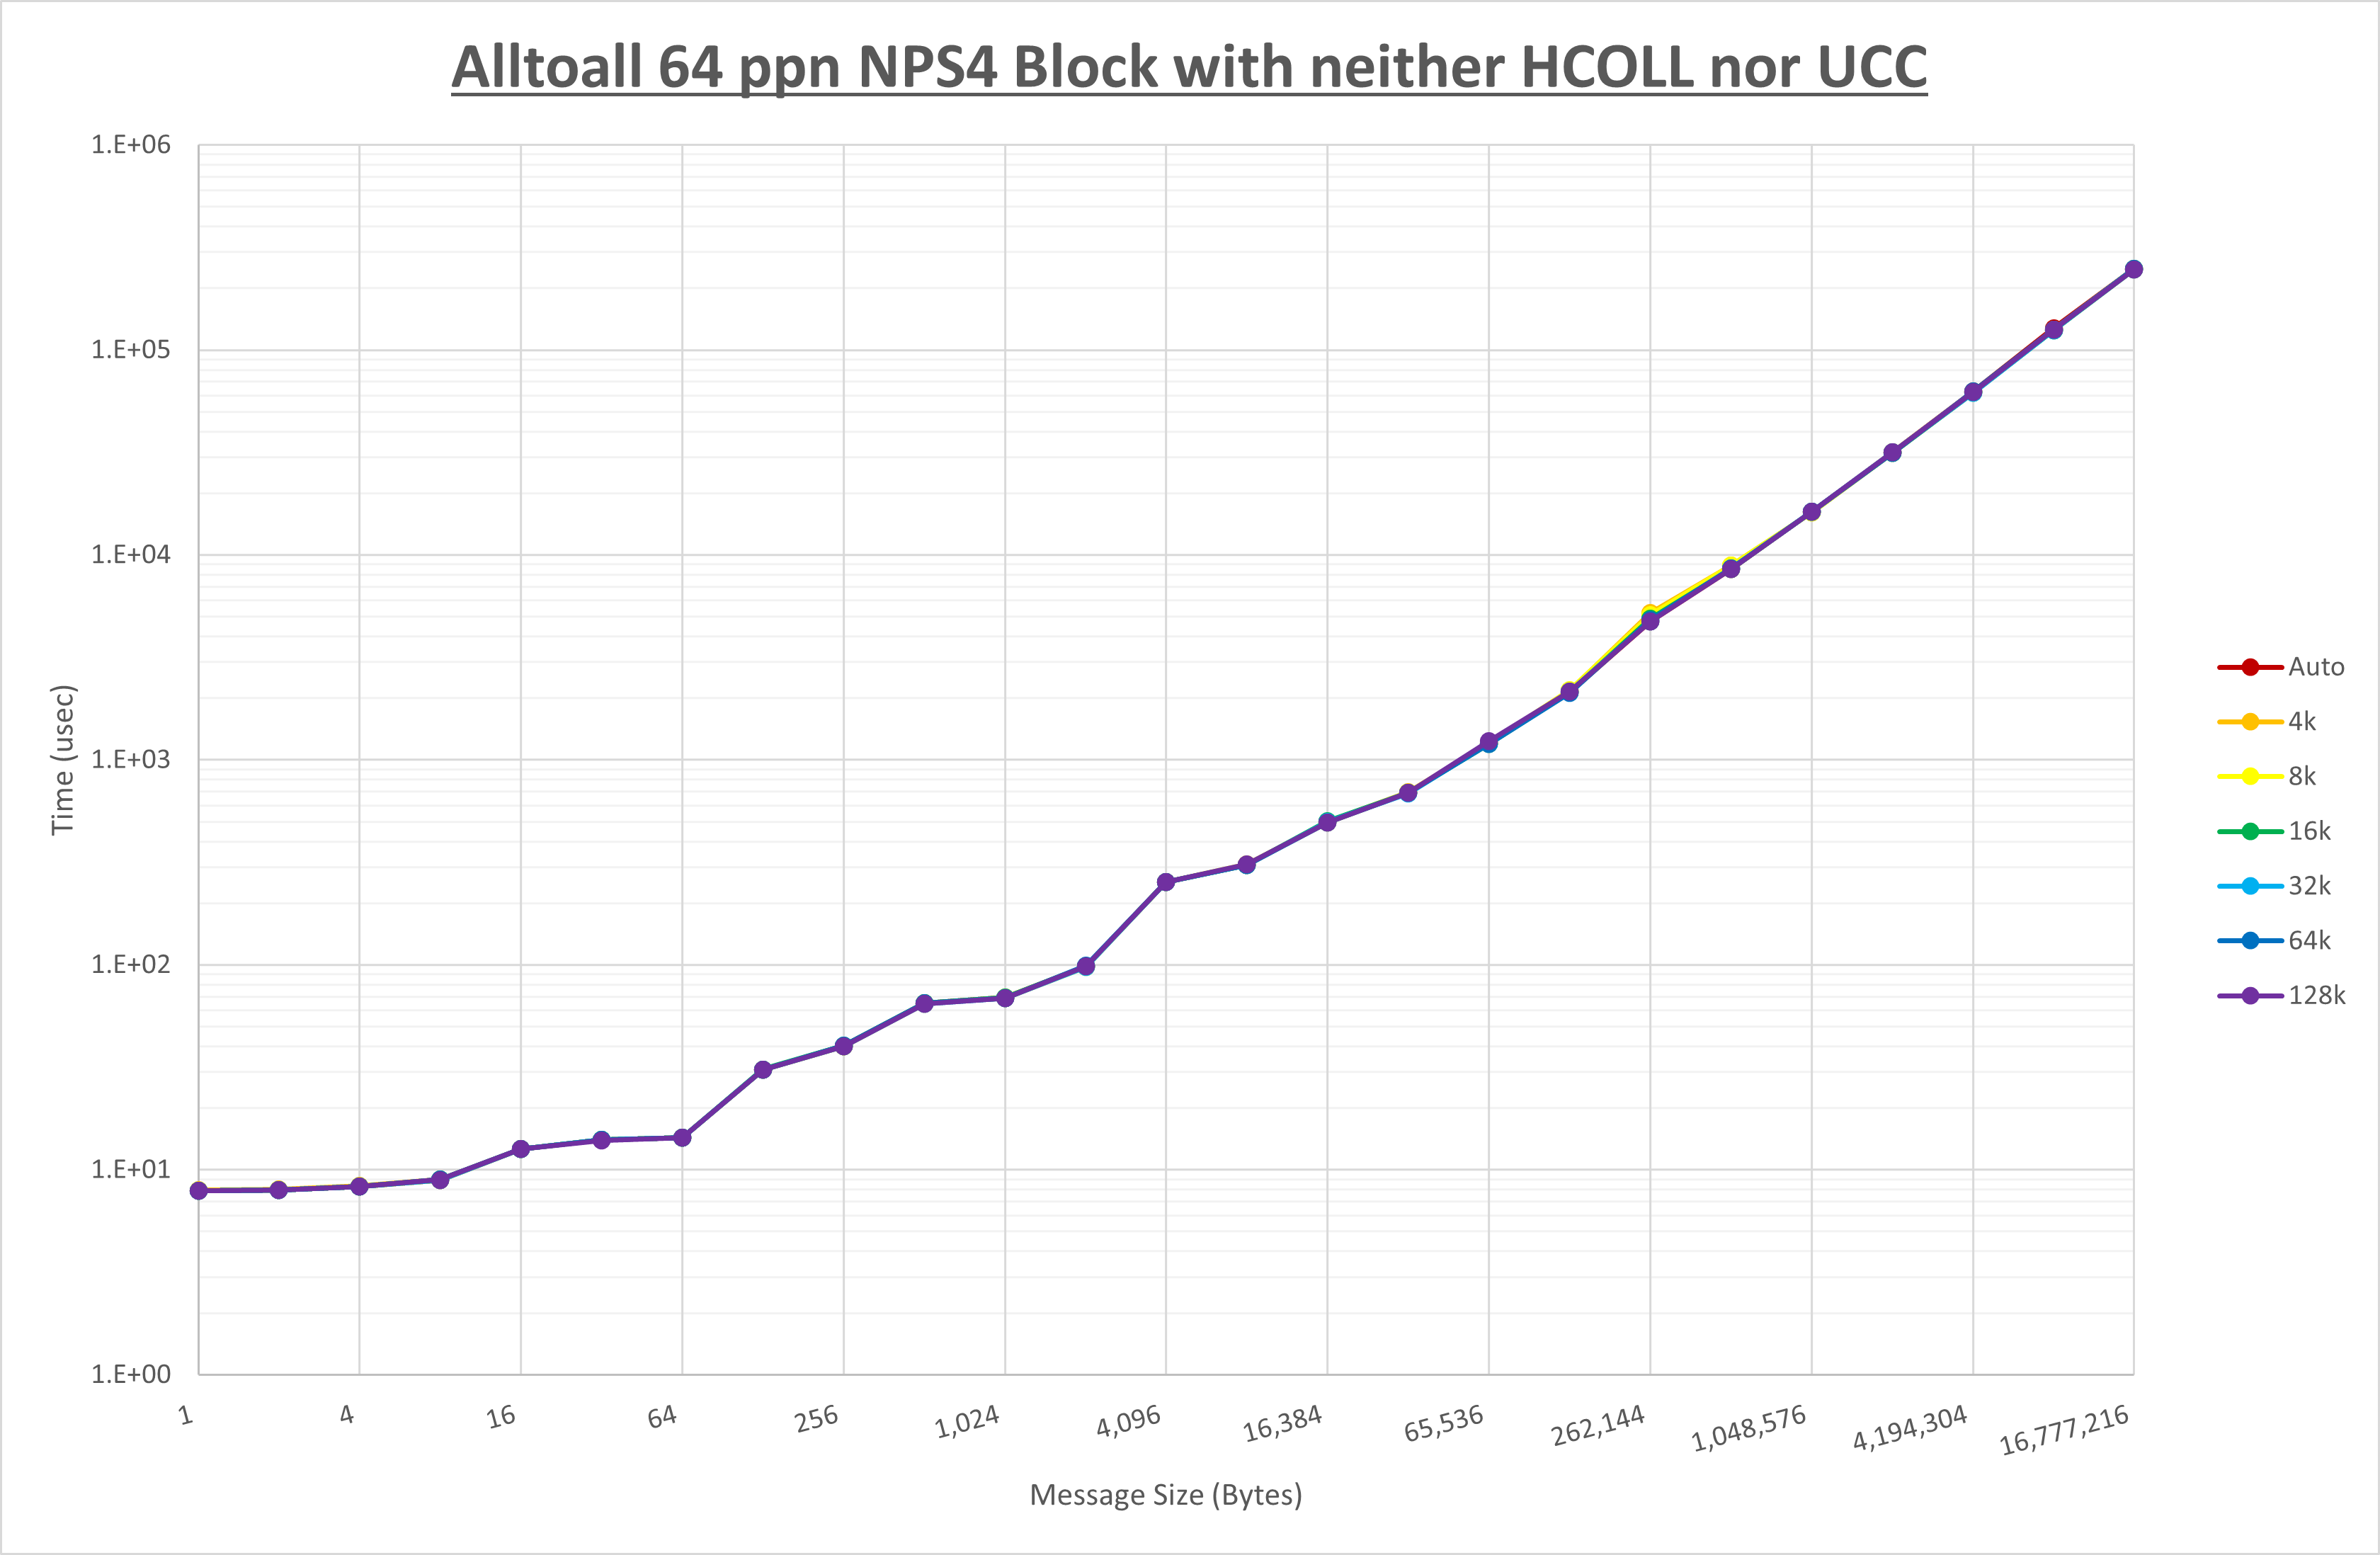 Alltoall 64 ppn NPS4 Block with neither HCOLL nor UCC
1.E+06
1.E+05
1.E+04
1.E+03
1.E+02
1.E+01
1.E+00
Time (usec)
1
4
16
64
256
1,024
4,096
16,384
65,536
262,144
1,048,576
4,194,304
16,777,216
Message Size (Bytes)
Auto
4k
8k
16k
32k
64k
128k